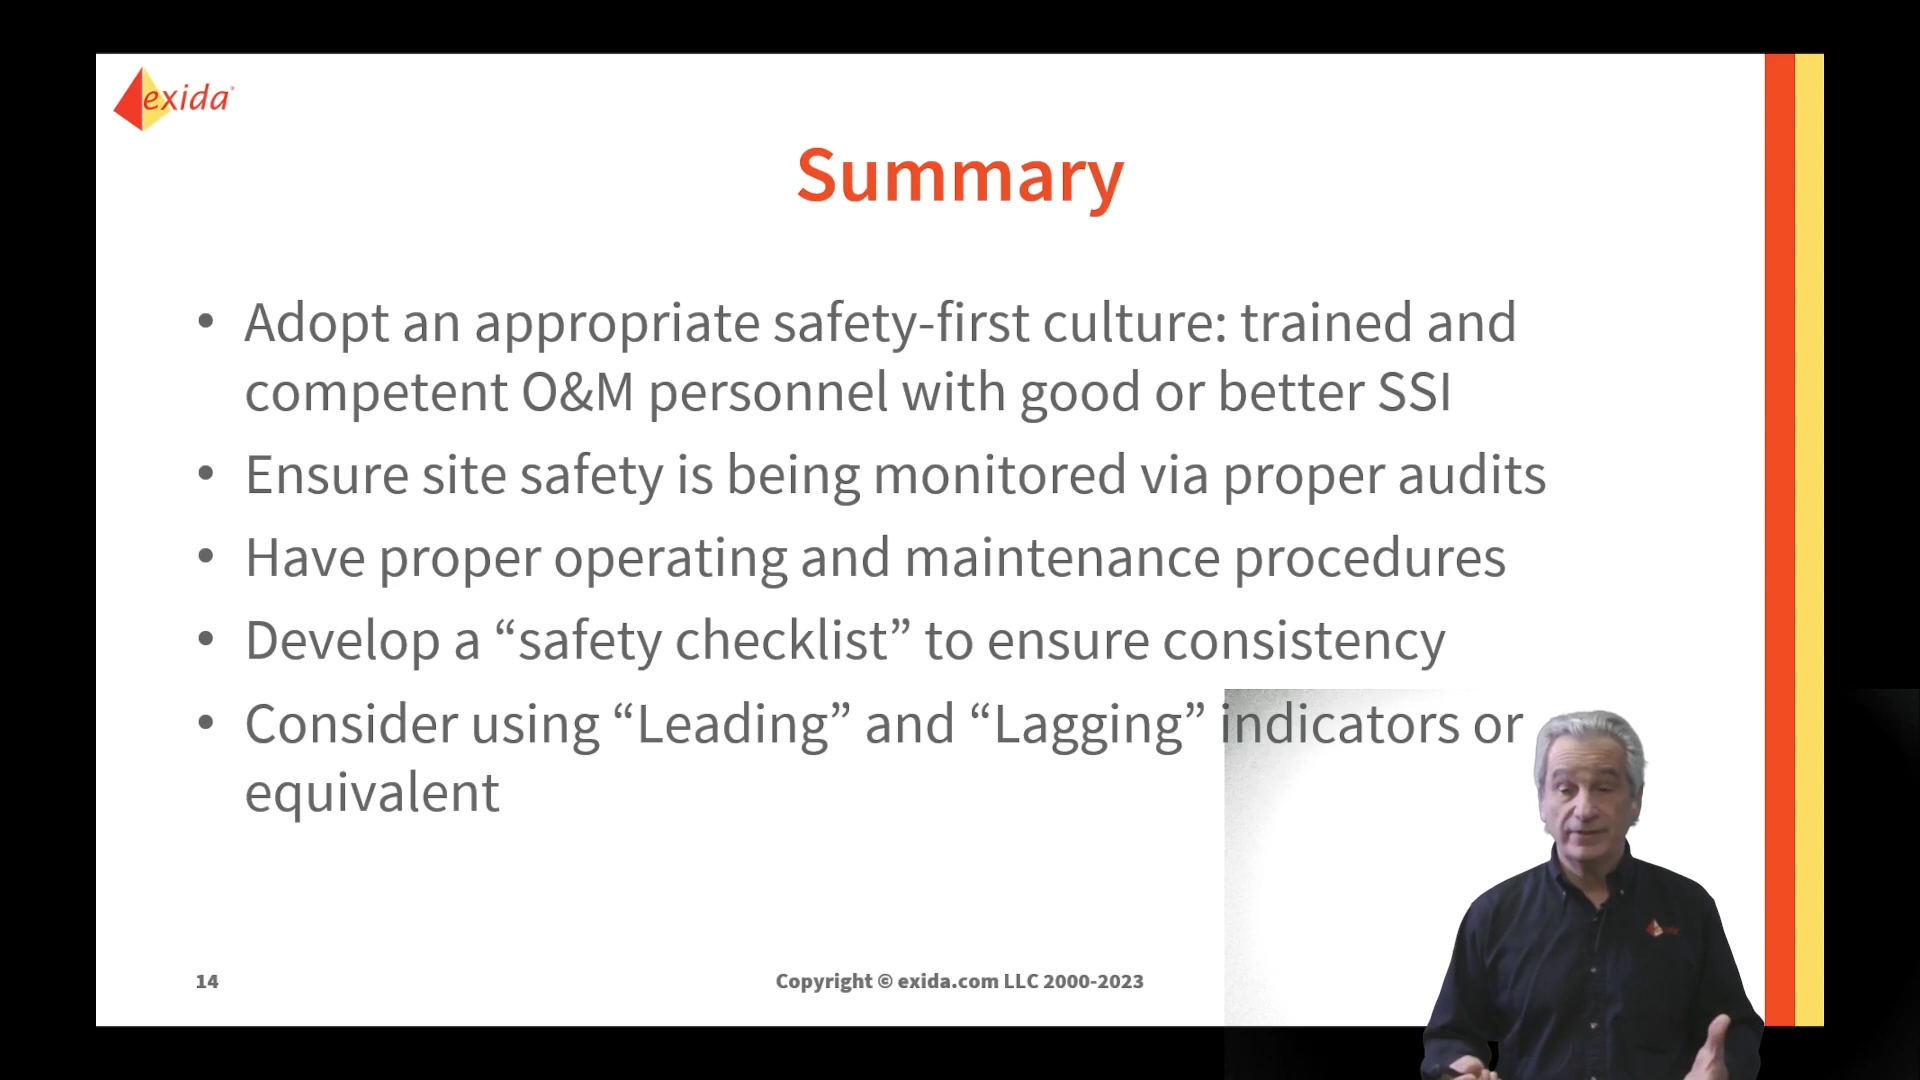 exida
Summary
• Adopt an appropriate safety-first culture: trained and
competent O&M personnel with good or better SSI
• Ensure site safety is being monitored via proper audits
• Have proper operating and maintenance procedures
• Develop a “safety checklist” to ensure consistency
• Consider using “Leading” and “Lagging” indicators or
equivalent
14
Copyright © exida.com LLC 2000-2023